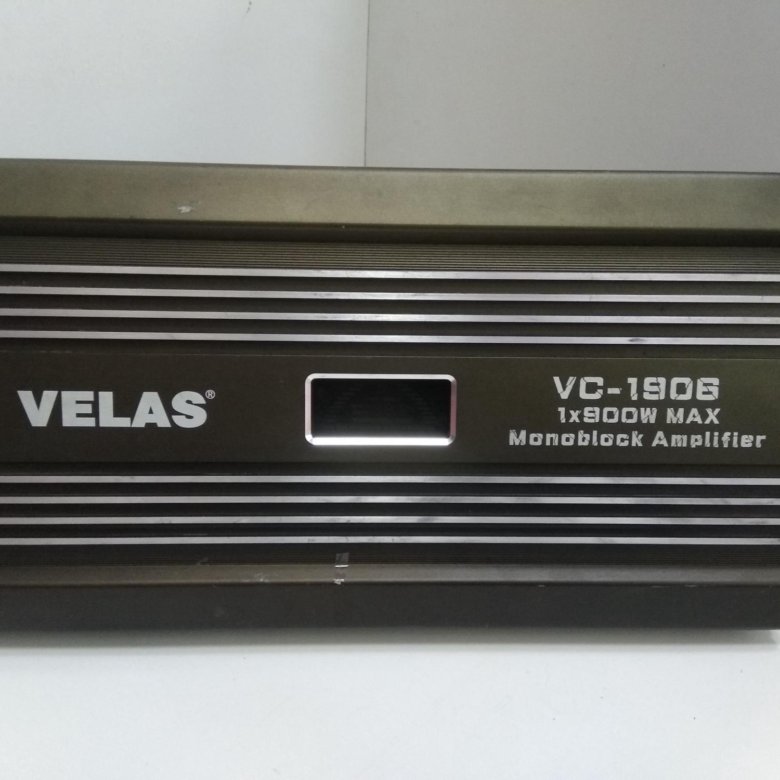 VELAS®
VC-1906
1x900W MAX
Monoblock Amplifier